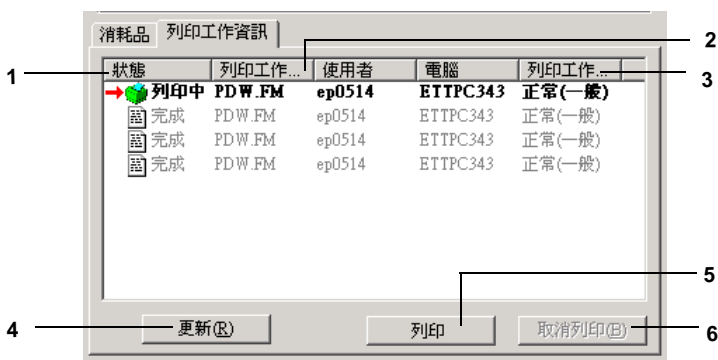 消耗品 列印工作資訊
2
1 狀態 列印工作... 使用者 電腦 列印工作... 3
列印中 PDW.FM ep0514 ETTPC343 正常(一般)
完成 PDW.FM ep0514 ETTPC343 正常(一般)
完成 PDW.FM ep0514 ETTPC343 正常(一般)
完成 PDW.FM ep0514 ETTPC343 正常(一般)
5
4 更新(R) 列印 取消列印(B) 6